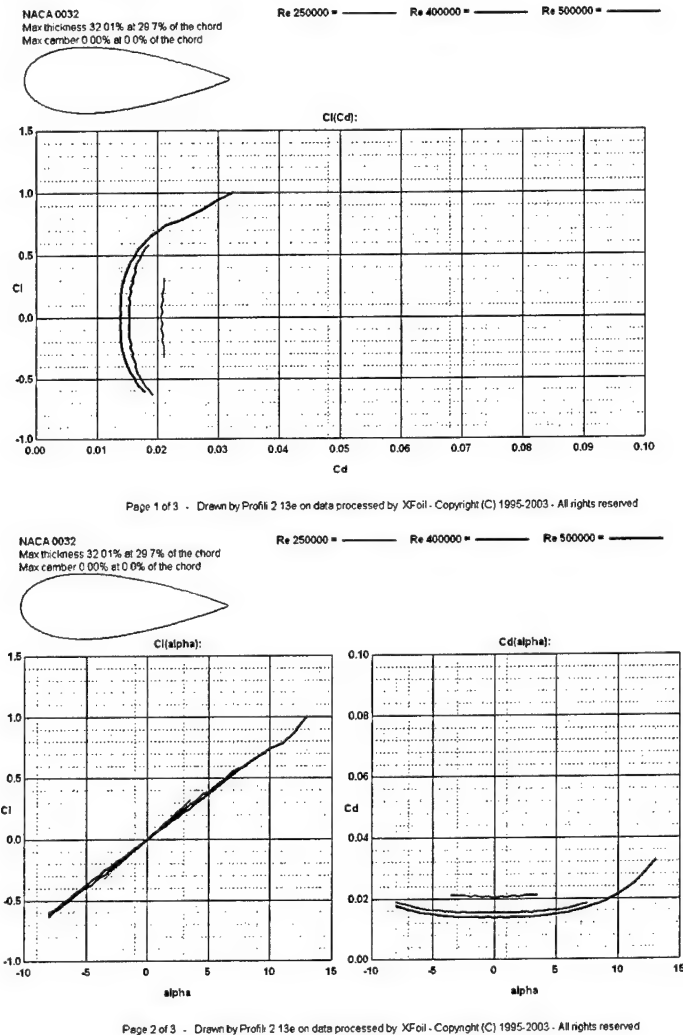 NACA 0032
Max thickness 32.01% at 29.7% of the chord
Max camber 0.00% at 0.0% of the chord
Re 250000 = Re 400000 = Re 500000 =
Cl(Cd):
1.5
1.0
0.5
Cl
0.0
-0.5
-1.0
0.00 0.01 0.02 0.03 0.04 0.05 0.06 0.07 0.08 0.09 0.10
Cd
Page 1 of 3 - Drawn by Profili 2.13e on data processed by XFoil - Copyright (C) 1995-2003 - All rights reserved
NACA 0032
Max thickness 32.01% at 29.7% of the chord
Max camber 0.00% at 0.0% of the chord
Re 250000 = Re 400000 = Re 500000 =
Cl(alpha):
1.5
1.0
0.5
Cl
0.0
-0.5
-1.0
-10 -5 0 5 10 15
alpha
Cd(alpha):
0.10
0.08
0.06
Cd
0.04
0.02
0.00
-10 -5 0 5 10 15
alpha
Page 2 of 3 - Drawn by Profili 2.13e on data processed by XFoil - Copyright (C) 1995-2003 - All rights reserved